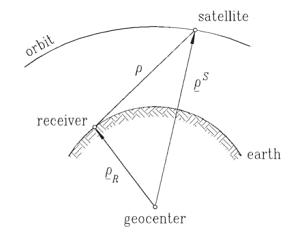 satellite
orbit
ρ
ρ^S
receiver
earth
ρ_R
geocenter